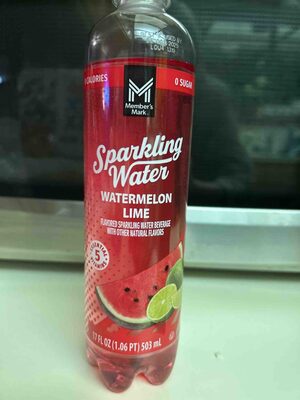 CALORIES
0 SUGAR
Member's
Mark
Sparkling
Water
WATERMELON
LIME
FLAVORED SPARKLING WATER BEVERAGE
WITH OTHER NATURAL FLAVORS
5
17 FL OZ (1.06 PT) 503 mL